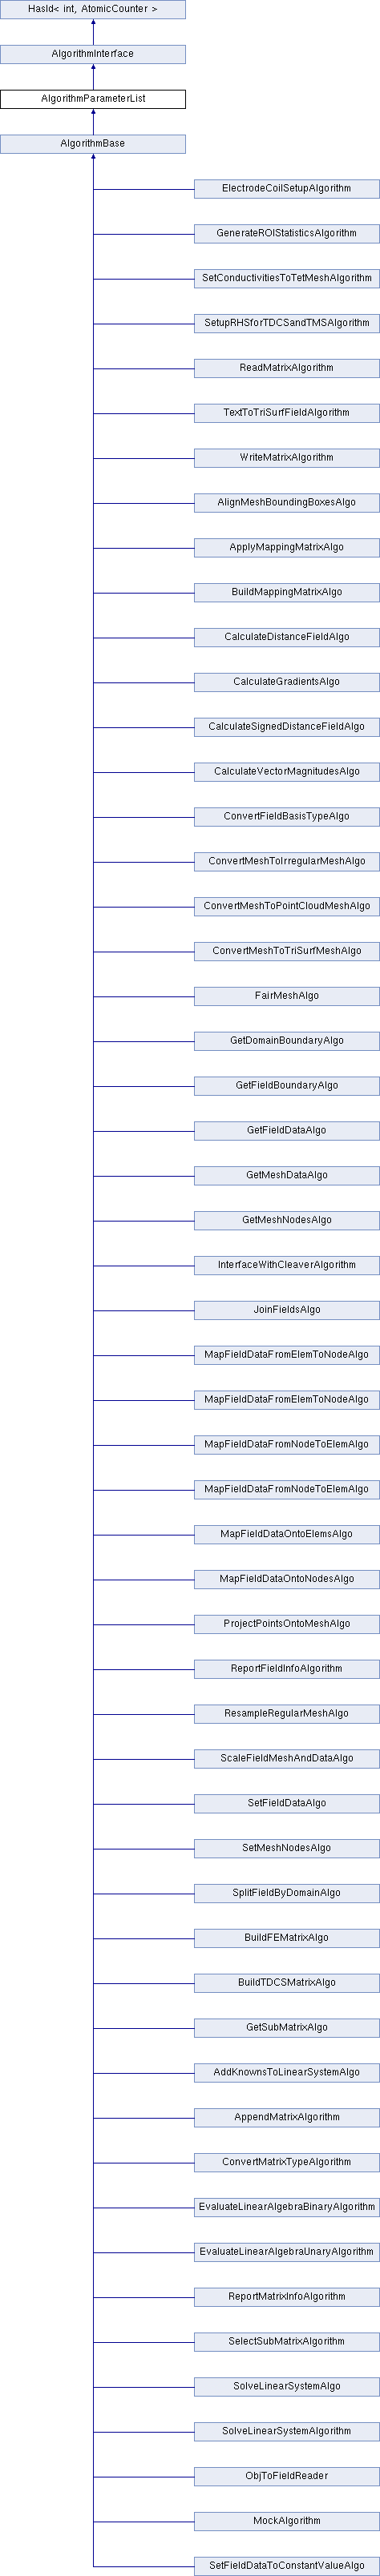 HasId< int, AtomicCounter >
AlgorithmInterface
AlgorithmParameterList
AlgorithmBase
ElectrodeCoilSetupAlgorithm
GenerateROIStatisticsAlgorithm
SetConductivitiesToTetMeshAlgorithm
SetupRHSforTDCSandTMSAlgorithm
ReadMatrixAlgorithm
TextToTriSurfFieldAlgorithm
WriteMatrixAlgorithm
AlignMeshBoundingBoxesAlgo
ApplyMappingMatrixAlgo
BuildMappingMatrixAlgo
CalculateDistanceFieldAlgo
CalculateGradientsAlgo
CalculateSignedDistanceFieldAlgo
CalculateVectorMagnitudesAlgo
ConvertFieldBasisTypeAlgo
ConvertMeshToIrregularMeshAlgo
ConvertMeshToPointCloudMeshAlgo
ConvertMeshToTriSurfMeshAlgo
FairMeshAlgo
GetDomainBoundaryAlgo
GetFieldBoundaryAlgo
GetFieldDataAlgo
GetMeshDataAlgo
GetMeshNodesAlgo
InterfaceWithCleaverAlgorithm
JoinFieldsAlgo
MapFieldDataFromElemToNodeAlgo
MapFieldDataFromElemToNodeAlgo
MapFieldDataFromNodeToElemAlgo
MapFieldDataFromNodeToElemAlgo
MapFieldDataOntoElemsAlgo
MapFieldDataOntoNodesAlgo
ProjectPointsOntoMeshAlgo
ReportFieldInfoAlgorithm
ResampleRegularMeshAlgo
ScaleFieldMeshAndDataAlgo
SetFieldDataAlgo
SetMeshNodesAlgo
SplitFieldByDomainAlgo
BuildFEMatrixAlgo
BuildTDCSMatrixAlgo
GetSubMatrixAlgo
AddKnownsToLinearSystemAlgo
AppendMatrixAlgorithm
ConvertMatrixTypeAlgorithm
EvaluateLinearAlgebraBinaryAlgorithm
EvaluateLinearAlgebraUnaryAlgorithm
ReportMatrixInfoAlgorithm
SelectSubMatrixAlgorithm
SolveLinearSystemAlgo
SolveLinearSystemAlgorithm
ObjToFieldReader
MockAlgorithm
SetFieldDataToConstantValueAlgo